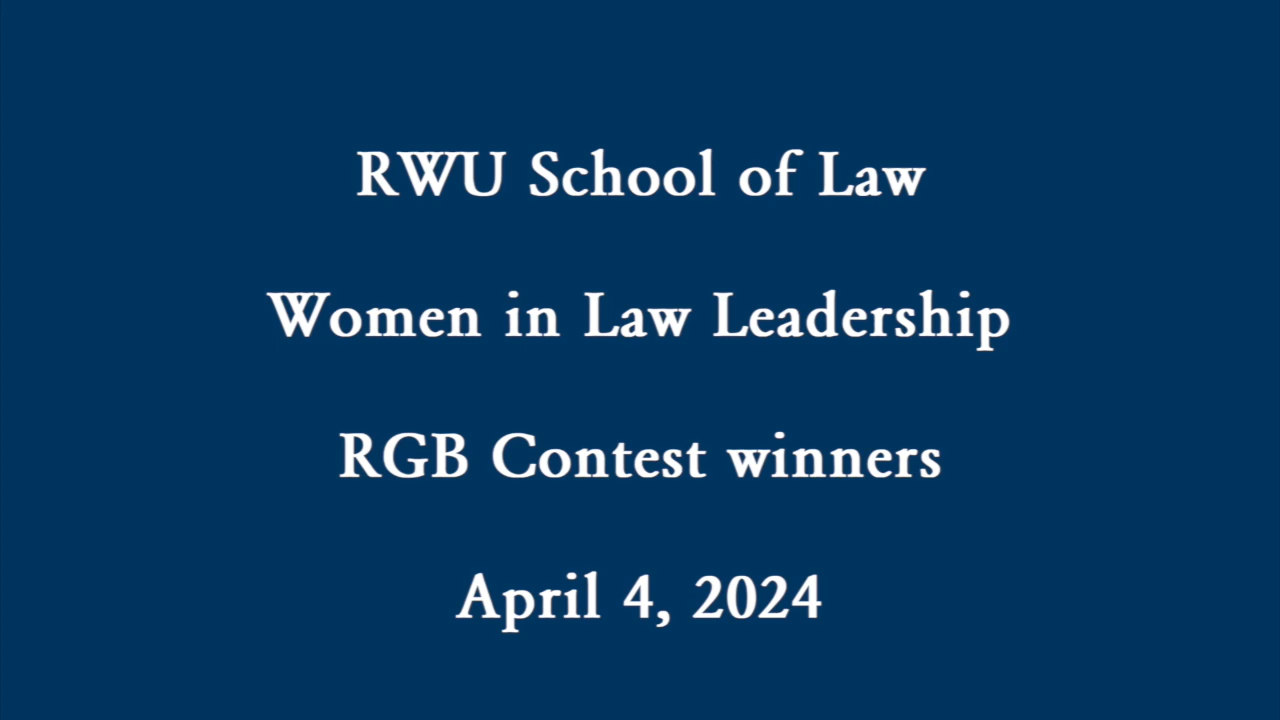 RWU School of Law
Women in Law Leadership
RGB Contest winners
April 4, 2024